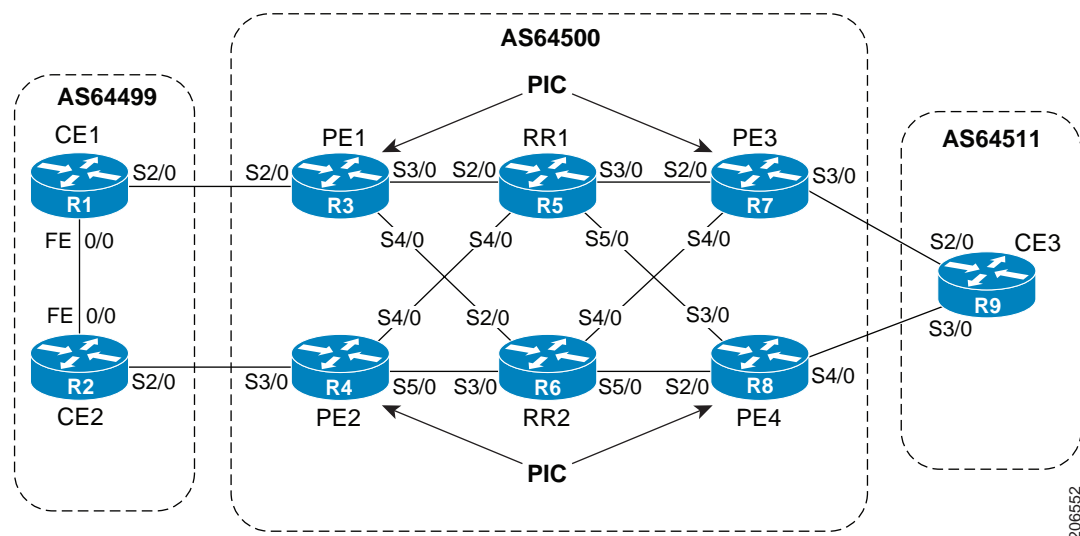 AS64500
PIC
AS64499
AS64511
CE1
PE1
RR1
PE3
CE3
S2/0
S2/0
S3/0
S2/0
S3/0
S2/0
S3/0
R1
R3
R5
R7
FE 0/0
S4/0
S4/0
S5/0
S4/0
S2/0
R9
S3/0
FE 0/0
S4/0
S2/0
S4/0
S3/0
R2
R4
R6
R8
S2/0
S3/0
S5/0
S3/0
S5/0
S2/0
S4/0
CE2
PE2
RR2
PE4
PIC
206552